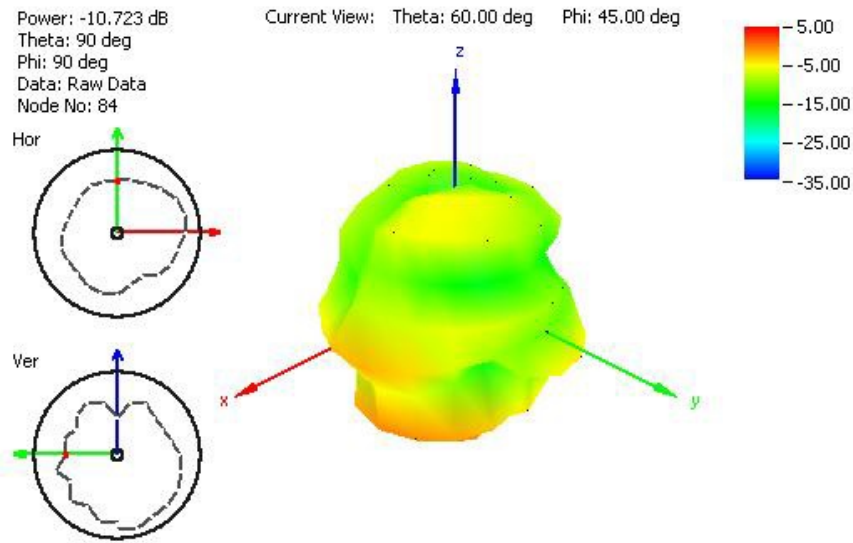 Power: -10.723 dB
Theta: 90 deg
Phi: 90 deg
Data: Raw Data
Node No: 84
Current View: Theta: 60.00 deg Phi: 45.00 deg
5.00
-5.00
-15.00
-25.00
-35.00
Hor
Ver
z
x
y